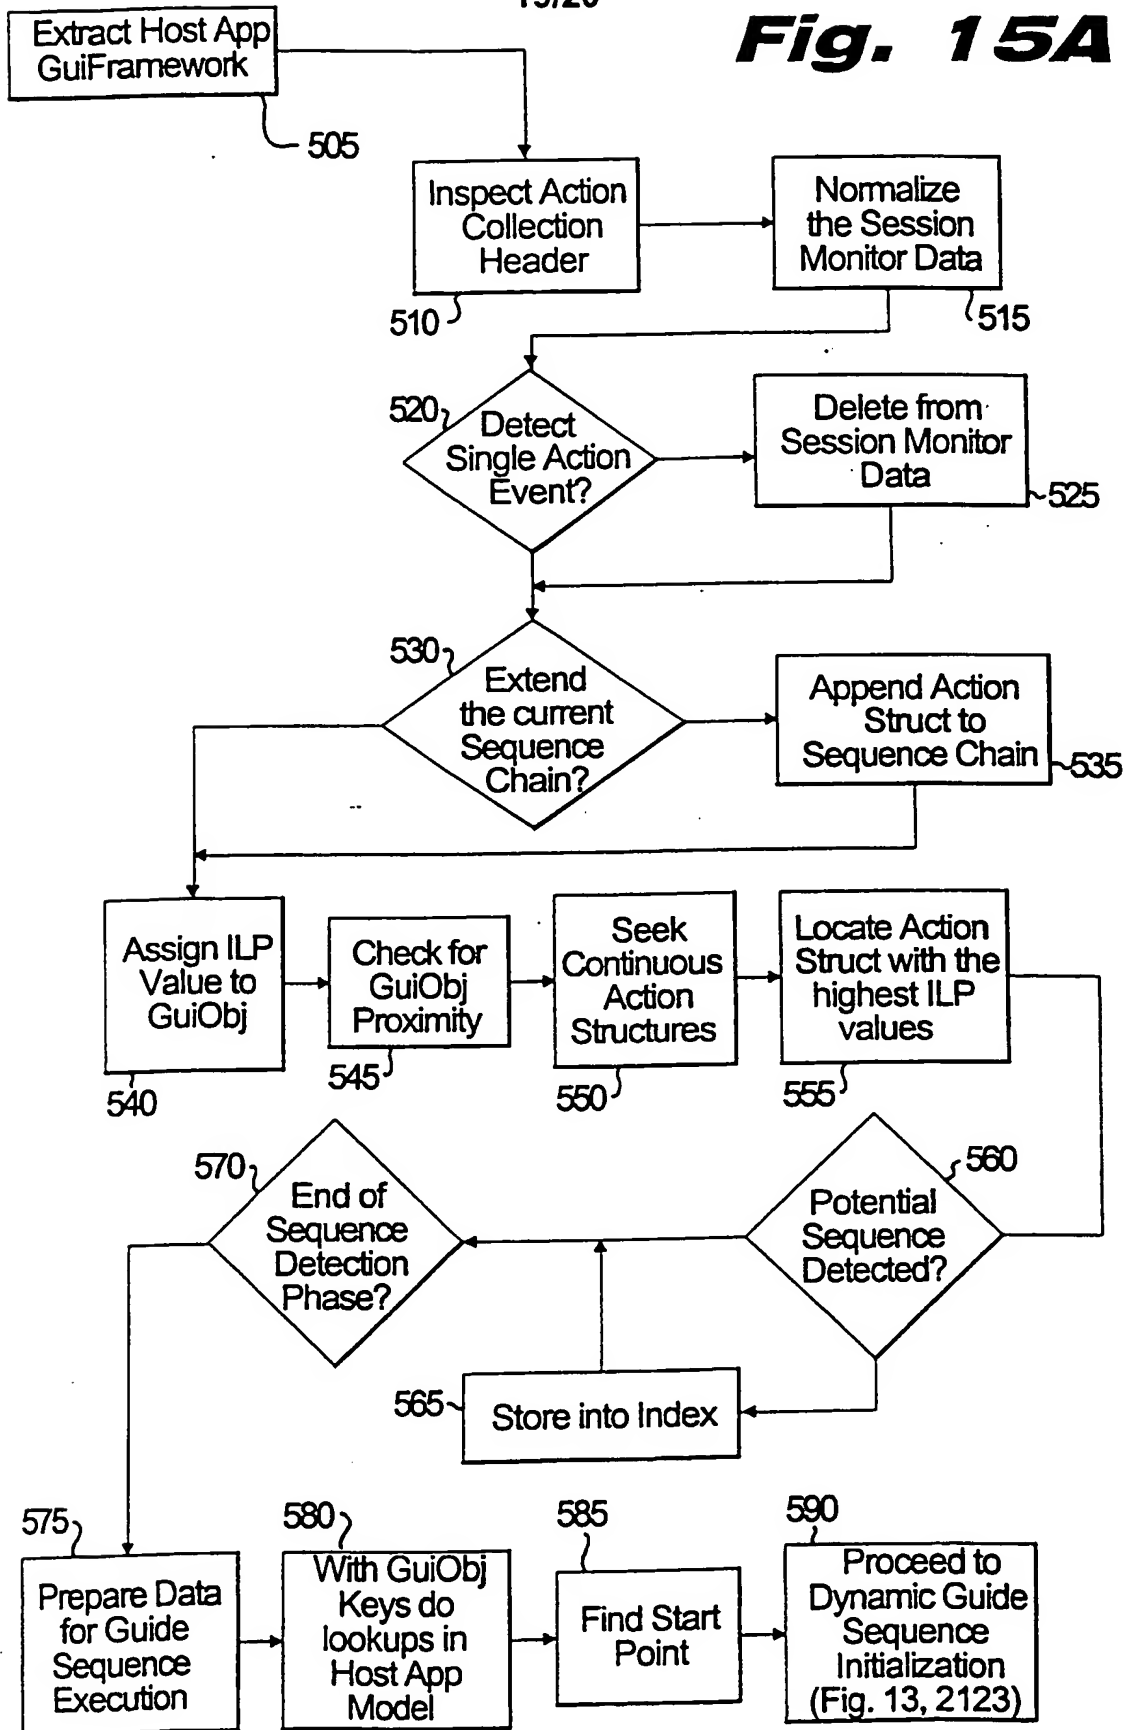 Fig. 15A
Extract Host App
GuiFramework
505
Inspect Action
Collection
Header
510
Normalize
the Session
Monitor Data
515
520
Detect
Single Action
Event?
Delete from
Session Monitor
Data
525
530
Extend
the current
Sequence
Chain?
Append Action
Struct to
Sequence Chain
535
Assign ILP
Value to
GuiObj
540
Check for
GuiObj
Proximity
545
Seek
Continuous
Action
Structures
550
Locate Action
Struct with the
highest ILP
values
555
560
Potential
Sequence
Detected?
565
Store into Index
570
End of
Sequence
Detection
Phase?
575
Prepare Data
for Guide
Sequence
Execution
580
With GuiObj
Keys do
lookups in
Host App
Model
585
Find Start
Point
590
Proceed to
Dynamic Guide
Sequence
Initialization
(Fig. 13, 2123)